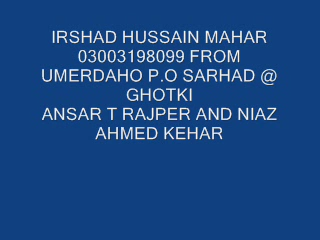 IRSHAD HUSSAIN MAHAR
03003198099 FROM
UMERDAHO P.O SARHAD @
GHOTKI
ANSAR T RAJPER AND NIAZ
AHMED KEHAR